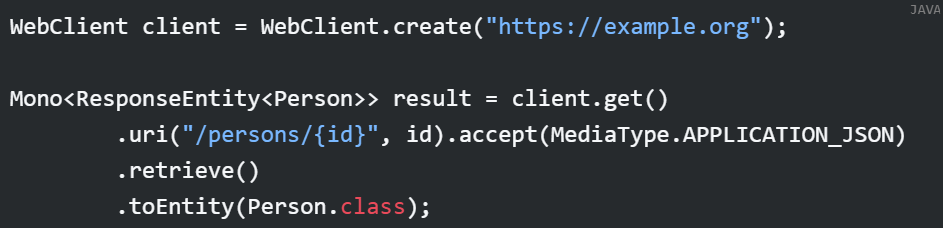 JAVA
WebClient client = WebClient.create("https://example.org");
Mono<ResponseEntity<Person>> result = client.get()
.uri("/persons/{id}", id).accept(MediaType.APPLICATION_JSON)
.retrieve()
.toEntity(Person.class);